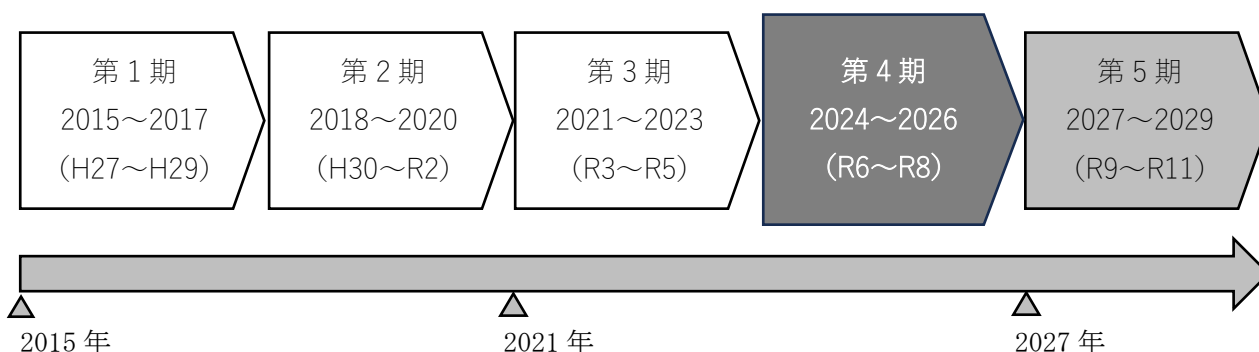 第1期
2015～2017
(H27～H29)
第2期
2018～2020
(H30～R2)
第3期
2021～2023
(R3～R5)
第4期
2024～2026
(R6～R8)
第5期
2027～2029
(R9～R11)
2015 年
2021 年
2027 年